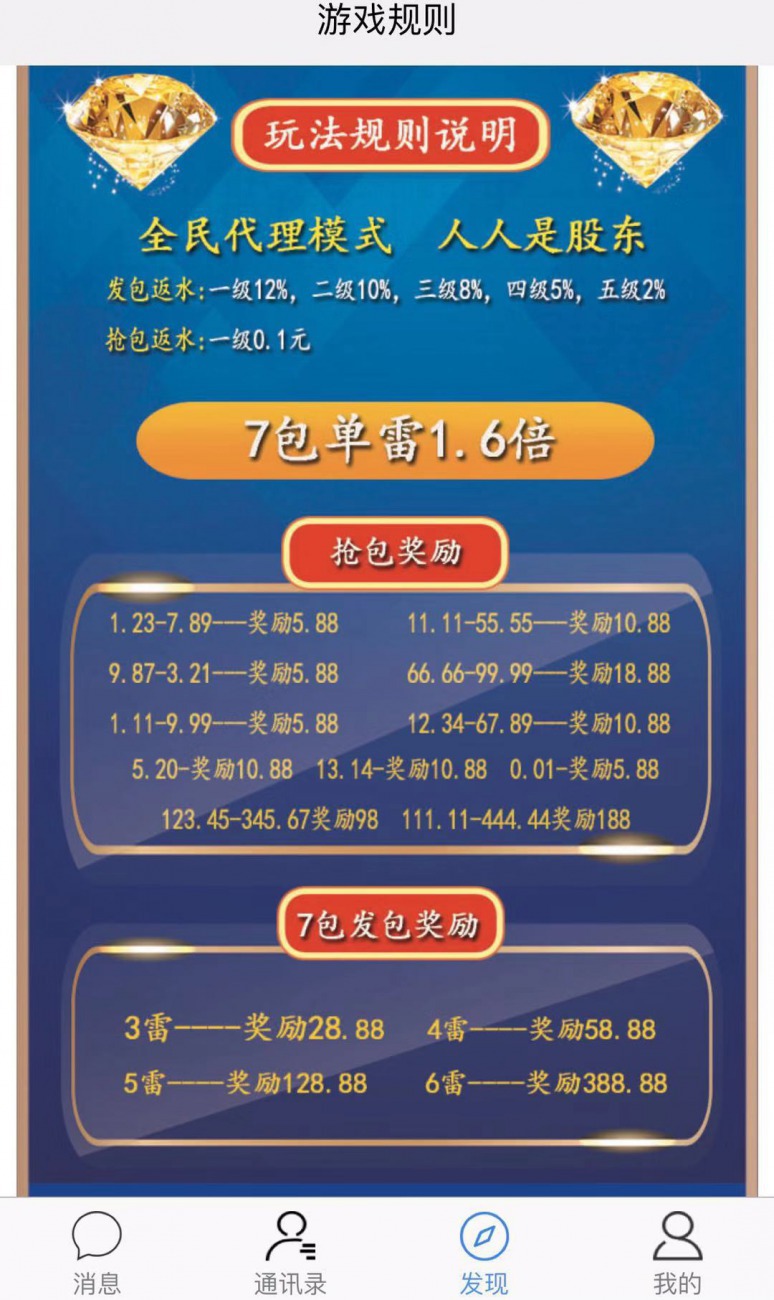 游戏规则
玩法规则说明
全民代理模式 人人是股东
发包返水:一级12%，二级10%，三级8%，四级5%，五级2%
抢包返水:一级0.1元
7包单雷1.6倍
抢包奖励
1.23-7.89---奖励5.88 11.11-55.55---奖励10.88
9.87-3.21---奖励5.88 66.66-99.99---奖励18.88
1.11-9.99---奖励5.88 12.34-67.89---奖励10.88
5.20-奖励10.88 13.14-奖励10.88 0.01-奖励5.88
123.45-345.67奖励98 111.11-444.44奖励188
7包发包奖励
3雷----奖励28.88 4雷----奖励58.88
5雷----奖励128.88 6雷----奖励388.88
消息 通讯录 发现 我的